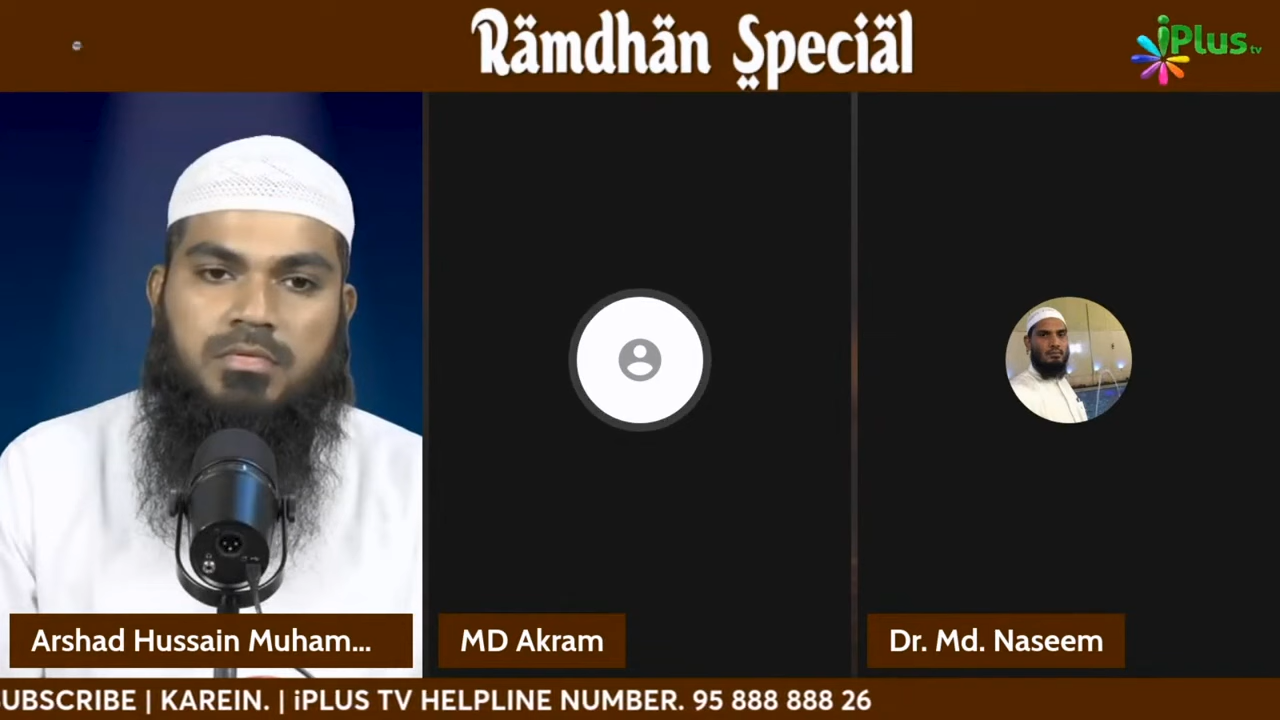 Rämdhän Speciäl
iPlus tv
Arshad Hussain Muham...
MD Akram
Dr. Md. Naseem
UBSCRIBE | KAREIN. | iPLUS TV HELPLINE NUMBER. 95 888 888 26